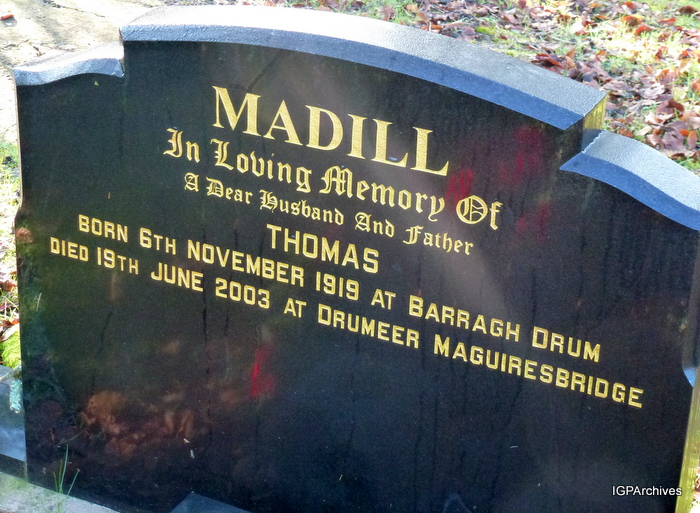 MADILL
In Loving Memory Of
A Dear Husband And Father
THOMAS
BORN 6TH NOVEMBER 1919 AT BARRAGH DRUM
DIED 19TH JUNE 2003 AT DRUMEER MAGUIRESBRIDGE
IGPArchives